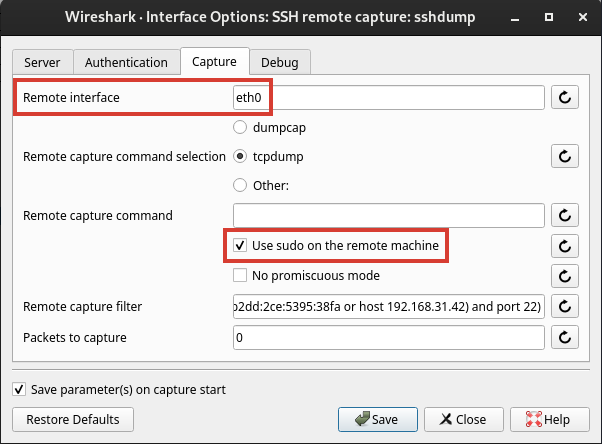 Wireshark · Interface Options: SSH remote capture: sshdump
Server Authentication Capture Debug
Remote interface eth0
dumpcap
Remote capture command selection tcpdump
Other:
Remote capture command
Use sudo on the remote machine
No promiscuous mode
Remote capture filter b2dd:2ce:5395:38fa or host 192.168.31.42) and port 22)
Packets to capture 0
Save parameter(s) on capture start
Restore Defaults Save Close Help